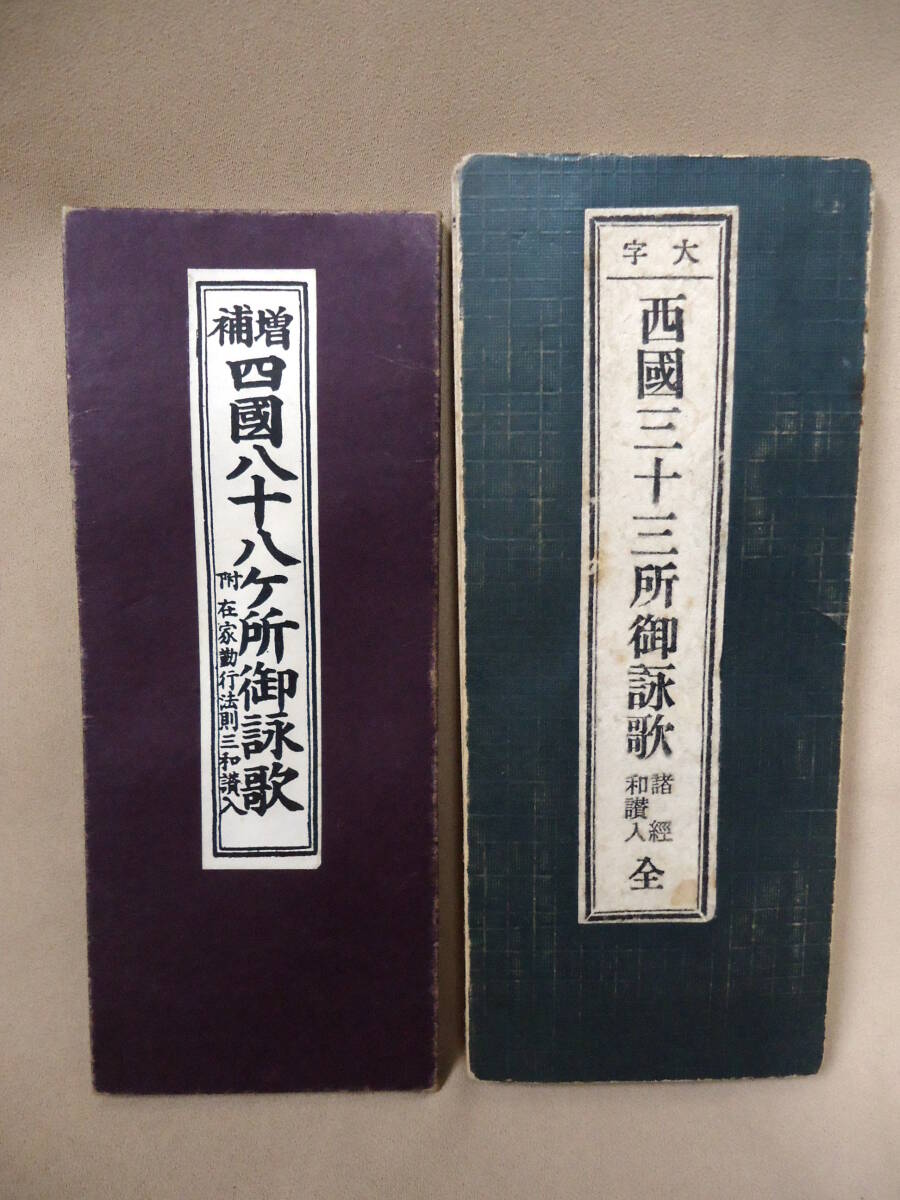 増補
四國八十八ケ所御詠歌
附在家勤行法則三和讃入
大字
西國三十三所御詠歌
諸經
和讃入
全